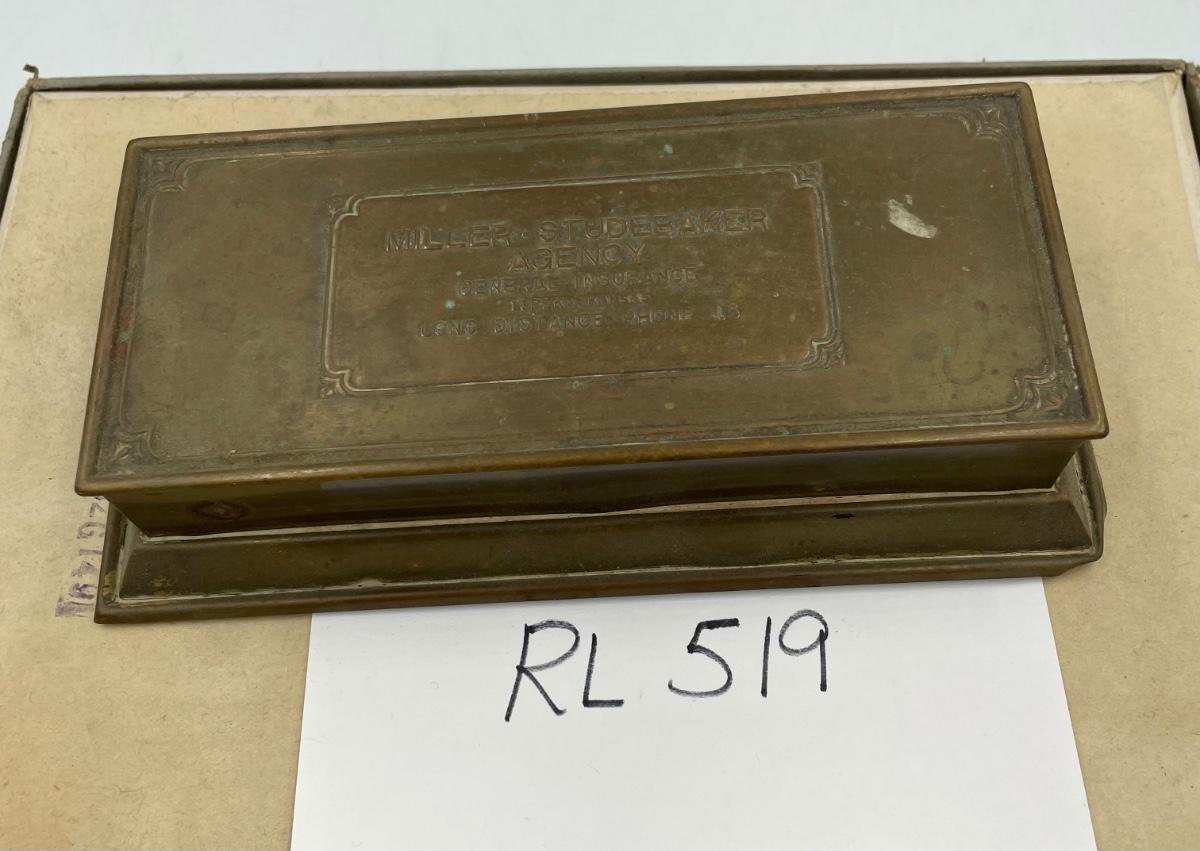 MILLER-STUDEBAKER
AGENCY
GENERAL INSURANCE
LONG DISTANCE PHONE
RL 519